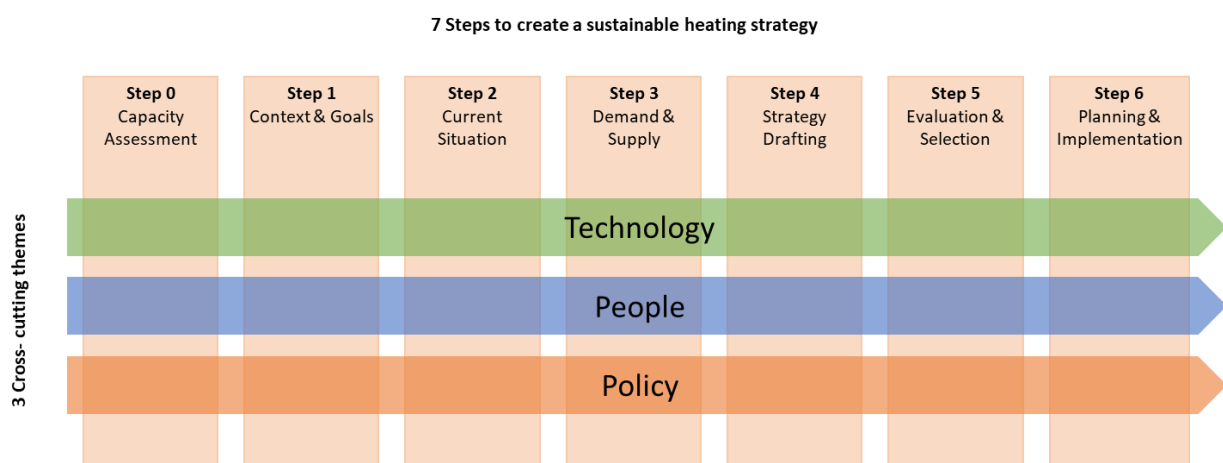 7 Steps to create a sustainable heating strategy
Step 0
Capacity
Assessment
Step 1
Context & Goals
Step 2
Current
Situation
Step 3
Demand &
Supply
Step 4
Strategy
Drafting
Step 5
Evaluation &
Selection
Step 6
Planning &
Implementation
3 Cross- cutting themes
Technology
People
Policy